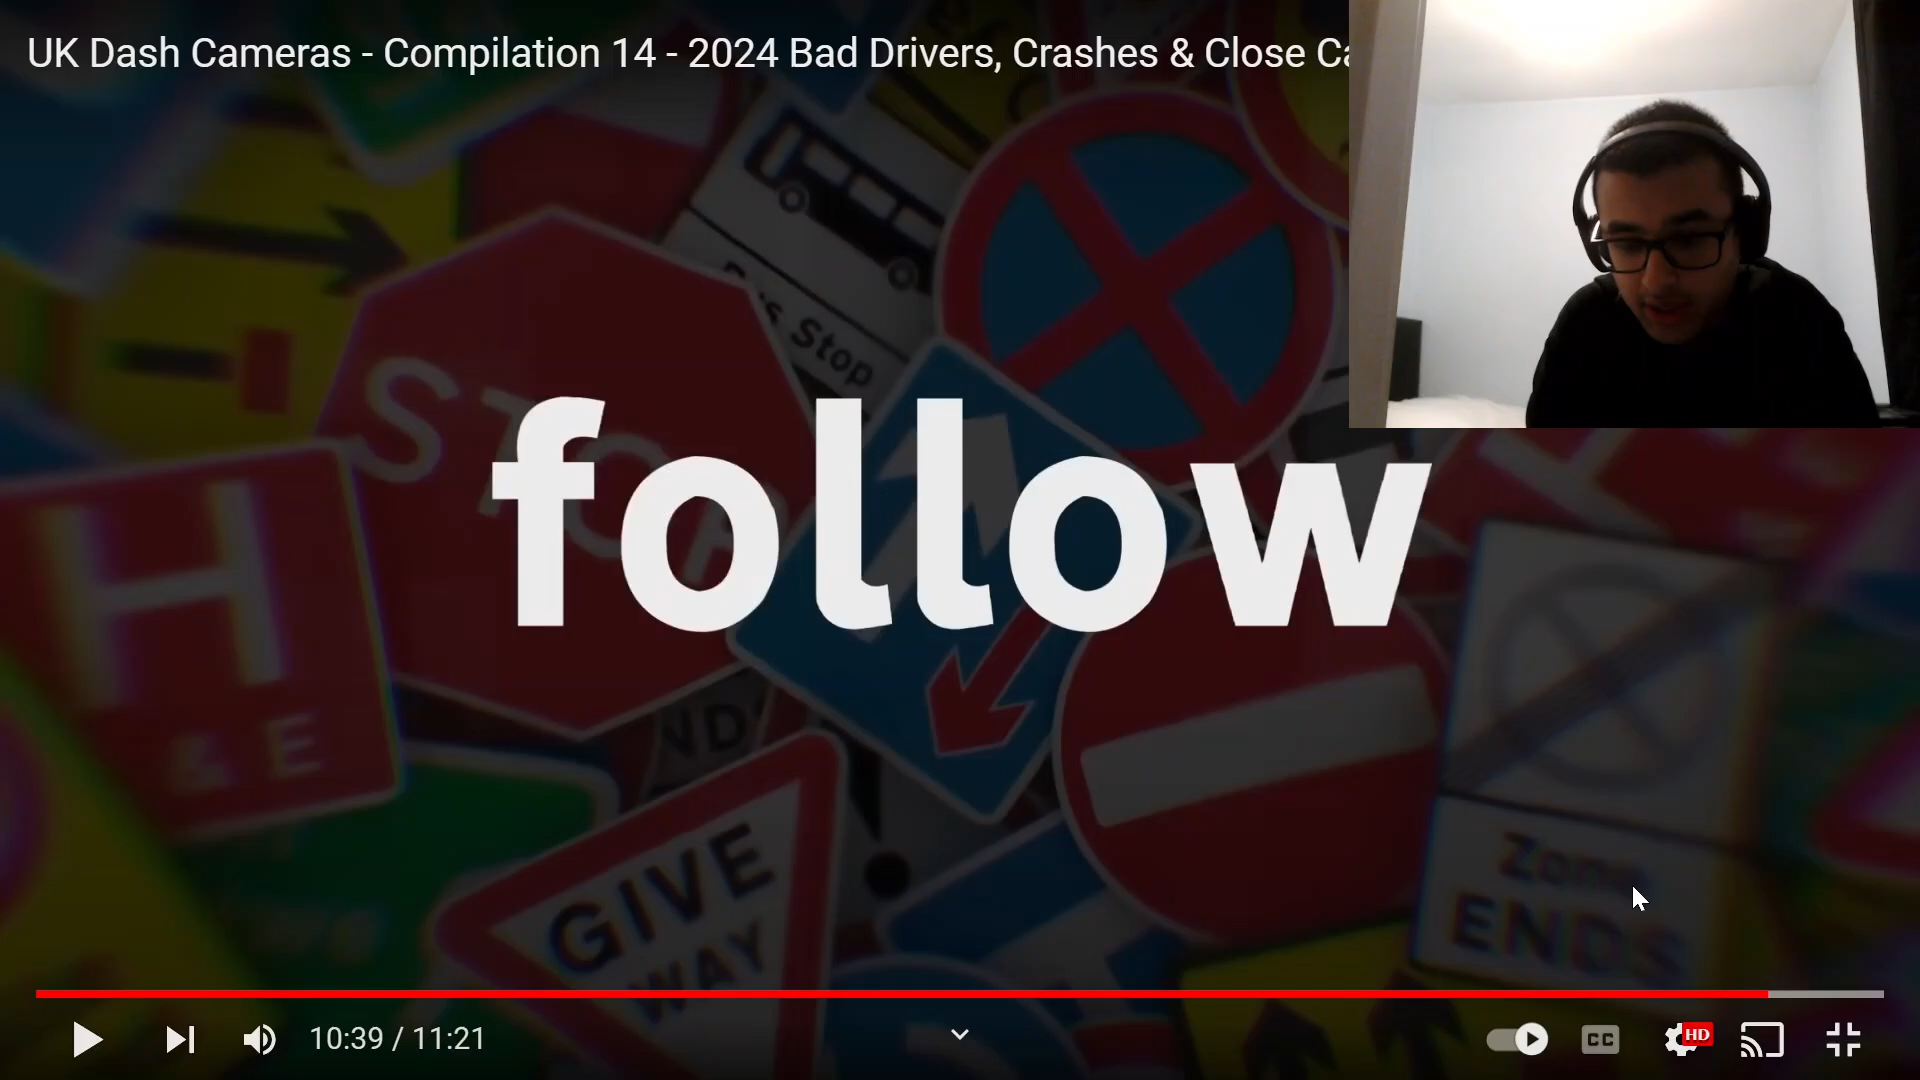 UK Dash Cameras - Compilation 14 - 2024 Bad Drivers, Crashes & Close
Bus Stop
STOP
follow
H
& E
GIVE
WAY
Zone
ENDS
10:39 / 11:21
CC
HD